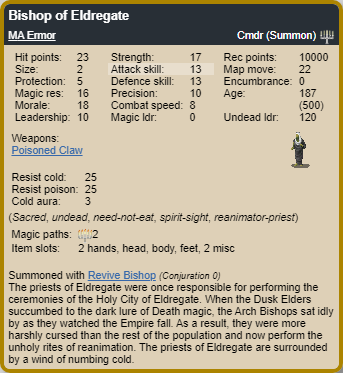 Bishop of Eldregate
MA Ermor Cmdr (Summon)
Hit points: 23 Strength: 17 Rec points: 10000
Size: 2 Attack skill: 13 Map move: 22
Protection: 5 Defence skill: 13 Encumbrance: 0
Magic res: 16 Precision: 10 Age: 187
Morale: 18 Combat speed: 8 (500)
Leadership: 10 Magic ldr: 0 Undead ldr: 120
Weapons:
Poisoned Claw
Resist cold: 25
Resist poison: 25
Cold aura: 3
(Sacred, undead, need-not-eat, spirit-sight, reanimator-priest)
Magic paths: 2
Item slots: 2 hands, head, body, feet, 2 misc
Summoned with Revive Bishop (Conjuration 0)
The priests of Eldregate were once responsible for performing the
ceremonies of the Holy City of Eldregate. When the Dusk Elders
succumbed to the dark lure of Death magic, the Arch Bishops sat idly
by as they watched the Empire fall. As a result, they were more
harshly cursed than the rest of the population and now perform the
unholy rites of reanimation. The priests of Eldregate are surrounded
by a wind of numbing cold.